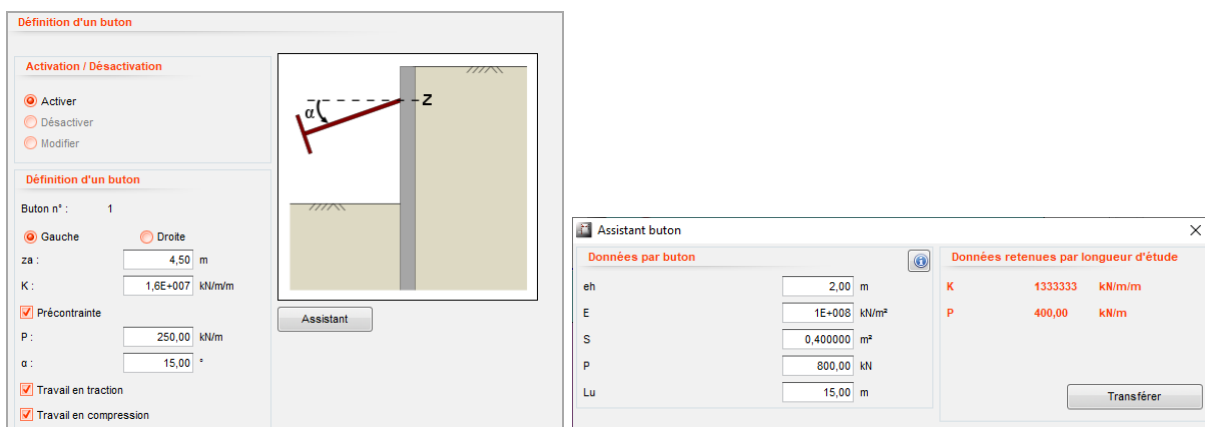 Définition d'un buton
Activation / Désactivation
Activer
Désactiver
Modifier
α
Z
Définition d'un buton
Buton n° : 1
Gauche Droite
za : 4,50 m
K : 1,6E+007 kN/m/m
Précontrainte
P : 250,00 kN/m
α : 15,00 °
Travail en traction
Travail en compression
Assistant
Assistant buton
Données par buton
eh 2,00 m
E 1E+008 kN/m²
S 0,400000 m²
P 800,00 kN
Lu 15,00 m
Données retenues par longueur d'étude
K 1333333 kN/m/m
P 400,00 kN/m
Transférer